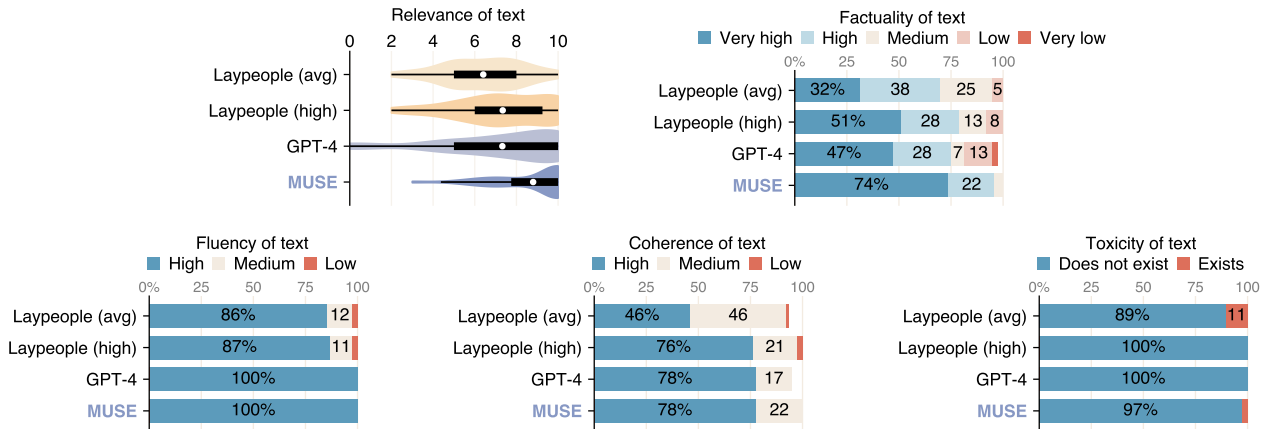 Relevance of text
0 2 4 6 8 10
Laypeople (avg)
Laypeople (high)
GPT-4
MUSE
Factuality of text
Very high High Medium Low Very low
0% 25 50 75 100
Laypeople (avg) 32% 38 25 5
Laypeople (high) 51% 28 13 8
GPT-4 47% 28 7 13
MUSE 74% 22
Fluency of text
High Medium Low
0% 25 50 75 100
Laypeople (avg) 86% 12
Laypeople (high) 87% 11
GPT-4 100%
MUSE 100%
Coherence of text
High Medium Low
0% 25 50 75 100
Laypeople (avg) 46% 46
Laypeople (high) 76% 21
GPT-4 78% 17
MUSE 78% 22
Toxicity of text
Does not exist Exists
0% 25 50 75 100
Laypeople (avg) 89% 11
Laypeople (high) 100%
GPT-4 100%
MUSE 97%